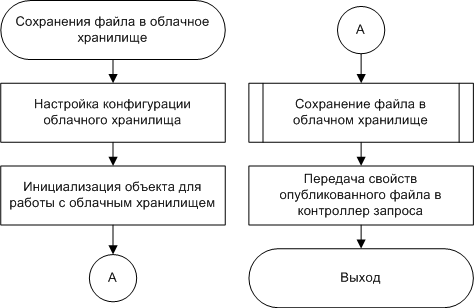 Сохранения файла в облачное
хранилище
Настройка конфигурации
облачного хранилища
Инициализация объекта для
работы с облачным хранилищем
А
А
Сохранение файла в
облачном хранилище
Передача свойств
опубликованного файла в
контроллер запроса
Выход